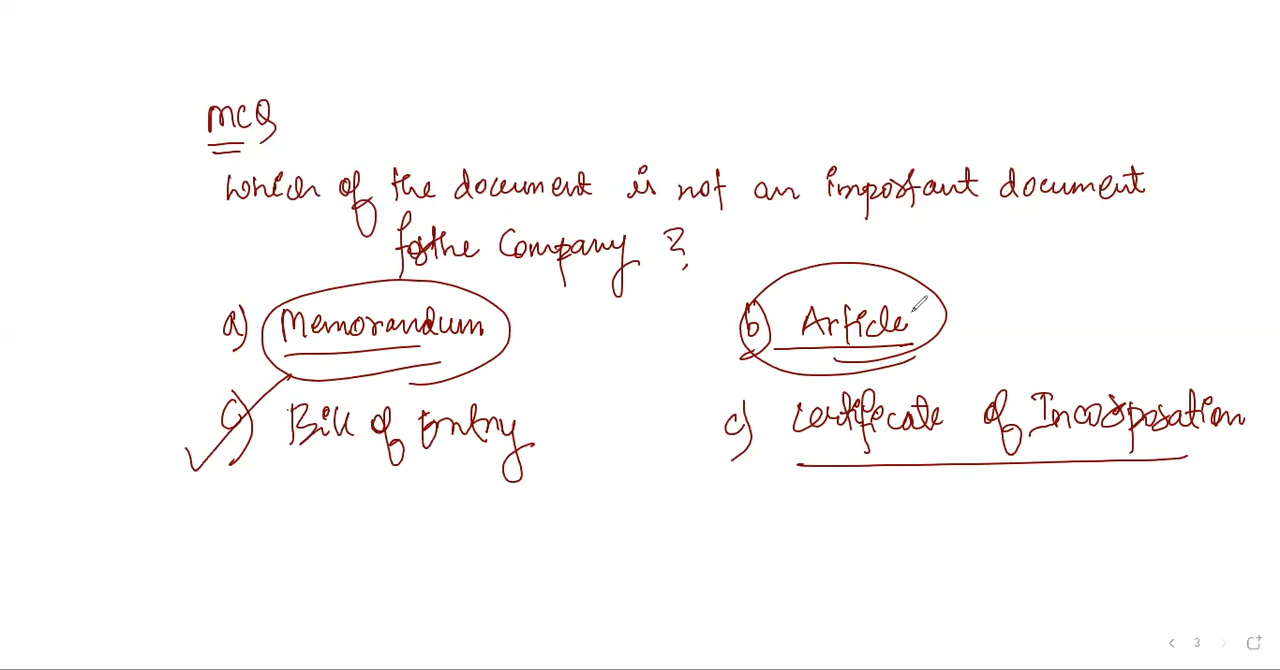 MCQ
Which of the document is not an important document
for the Company ?
a) Memorandum b) Article
c) Bill of Entry c) Certificate of Incorporation
3